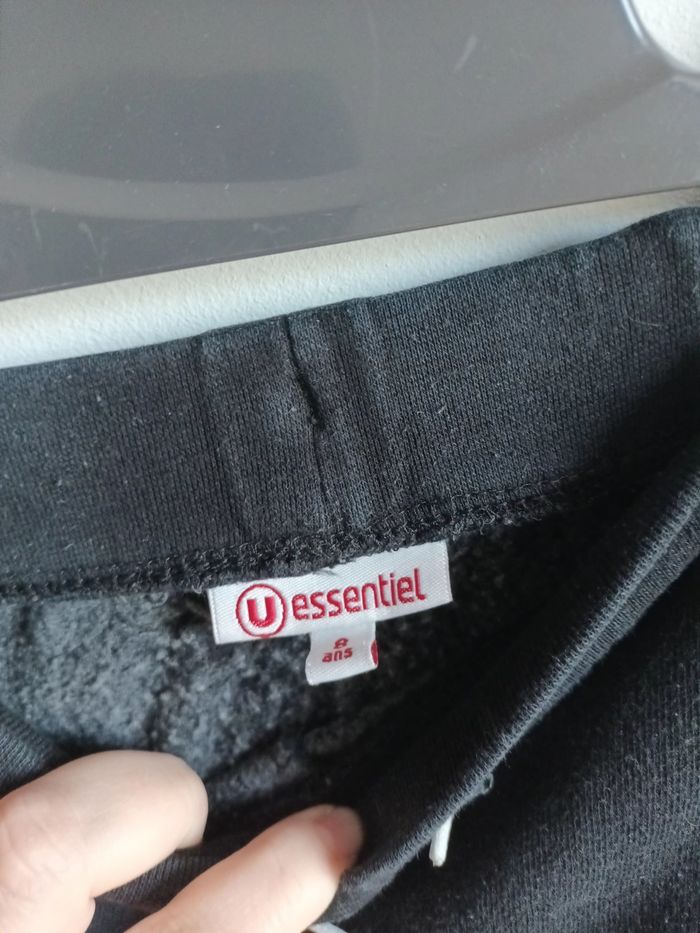 U essentiel
8
ans